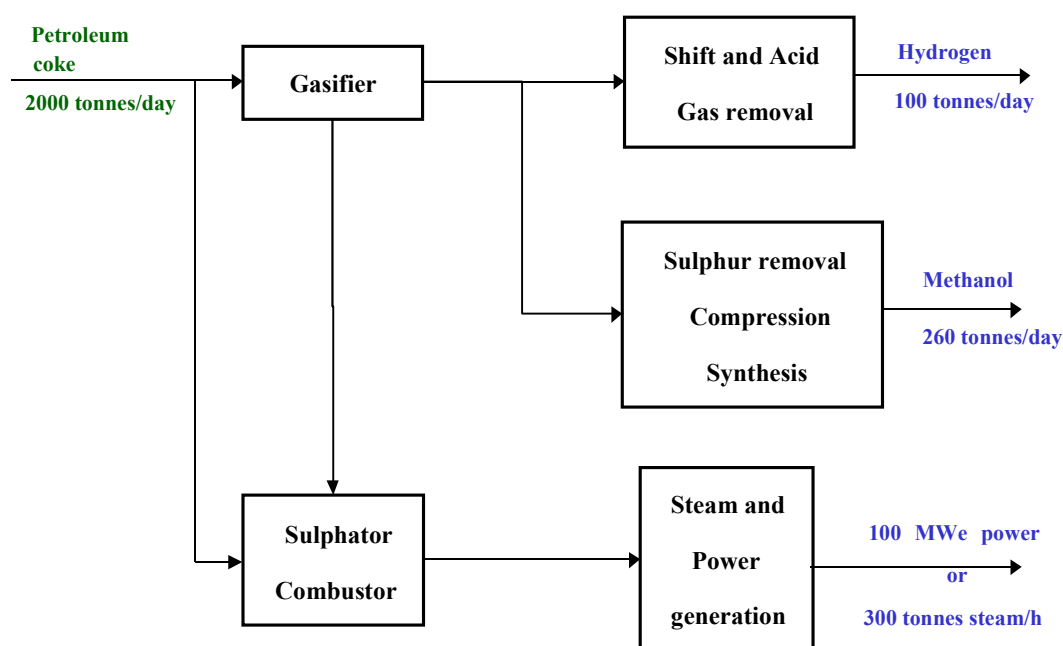 Petroleum
coke
2000 tonnes/day
Gasifier
Shift and Acid
Gas removal
Hydrogen
100 tonnes/day
Sulphur removal
Compression
Synthesis
Methanol
260 tonnes/day
Sulphator
Combustor
Steam and
Power
generation
100 MWe power
or
300 tonnes steam/h